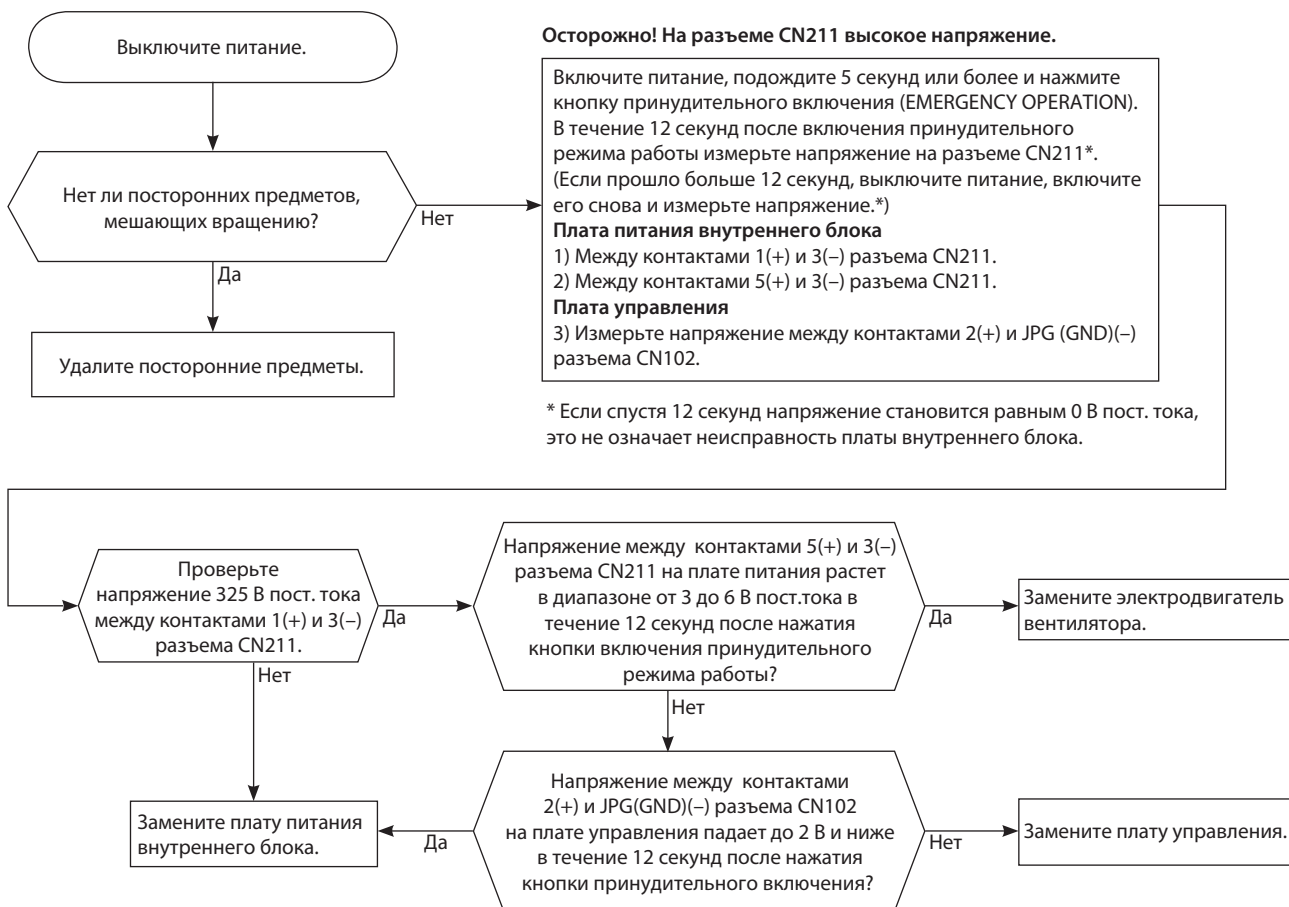 Выключите питание.
Нет ли посторонних предметов,
мешающих вращению?
Нет
Да
Удалите посторонние предметы.
Осторожно! На разъеме CN211 высокое напряжение.
Включите питание, подождите 5 секунд или более и нажмите
кнопку принудительного включения (EMERGENCY OPERATION).
В течение 12 секунд после включения принудительного
режима работы измерьте напряжение на разъеме CN211*.
(Если прошло больше 12 секунд, выключите питание, включите
его снова и измерьте напряжение.*)
Плата питания внутреннего блока
1) Между контактами 1(+) и 3(–) разъема CN211.
2) Между контактами 5(+) и 3(–) разъема CN211.
Плата управления
3) Измерьте напряжение между контактами 2(+) и JPG (GND)(–)
разъема CN102.
* Если спустя 12 секунд напряжение становится равным 0 В пост. тока,
это не означает неисправность платы внутреннего блока.
Проверьте
напряжение 325 В пост. тока
между контактами 1(+) и 3(–)
разъема CN211.
Да
Нет
Напряжение между контактами 5(+) и 3(–)
разъема CN211 на плате питания растет
в диапазоне от 3 до 6 В пост.тока в
течение 12 секунд после нажатия
кнопки включения принудительного
режима работы?
Да
Нет
Замените электродвигатель
вентилятора.
Замените плату питания
внутреннего блока.
Да
Напряжение между контактами
2(+) и JPG(GND)(–) разъема CN102
на плате управления падает до 2 В и ниже
в течение 12 секунд после нажатия
кнопки принудительного включения?
Нет
Замените плату управления.